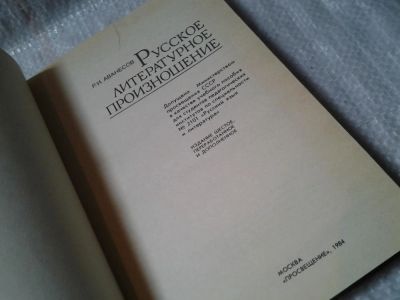 Р.И. АВАНЕСОВ
РУССКОЕ
ЛИТЕРАТУРНОЕ
ПРОИЗНОШЕНИЕ
Допущено Министерством
просвещения СССР
в качестве учебного пособия
для студентов педагогических
институтов по специальности
№ 2101 «Русский язык
и литература»
ИЗДАНИЕ ШЕСТОЕ,
ПЕРЕРАБОТАННОЕ
И ДОПОЛНЕННОЕ
МОСКВА
«ПРОСВЕЩЕНИЕ», 1984